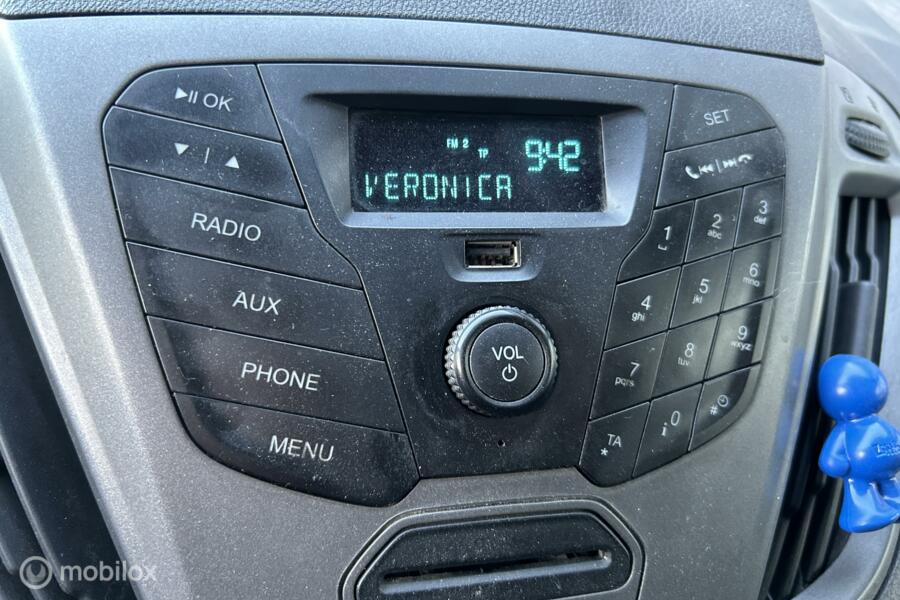 ▶II OK
▼ | ▲
RADIO
AUX
PHONE
MENU
FM 2
TP
9:42
VERONICA
VOL
SET
1
2
abc
3
def
4
ghi
5
jkl
6
mno
7
pqrs
8
tuv
9
wxyz
TA
*
0
i
#
mobilox